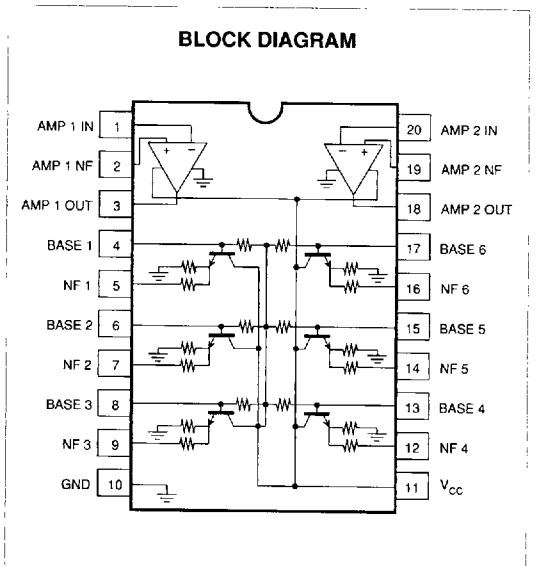 BLOCK DIAGRAM
AMP 1 IN 1
AMP 1 NF 2
AMP 1 OUT 3
BASE 1 4
NF 1 5
BASE 2 6
NF 2 7
BASE 3 8
NF 3 9
GND 10
+ −
− +
20 AMP 2 IN
19 AMP 2 NF
18 AMP 2 OUT
17 BASE 6
16 NF 6
15 BASE 5
14 NF 5
13 BASE 4
12 NF 4
11 VCC